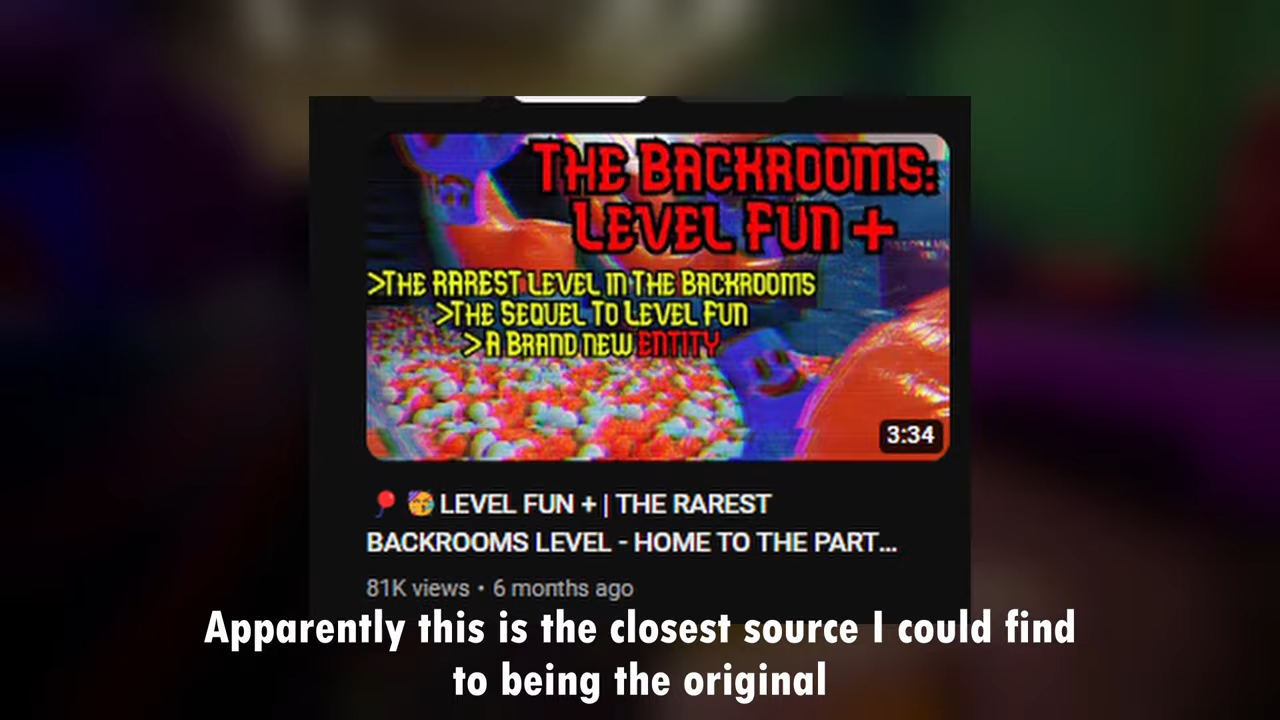 THE BACKROOMS:
LEVEL FUN +
>THE RAREST LEVEL IN THE BACKROOMS
>THE SEQUEL TO LEVEL FUN
> A BRAND NEW ENTITY
3:34
🎈🥳 LEVEL FUN + | THE RAREST
BACKROOMS LEVEL - HOME TO THE PART...
81K views • 6 months ago
Apparently this is the closest source I could find
to being the original